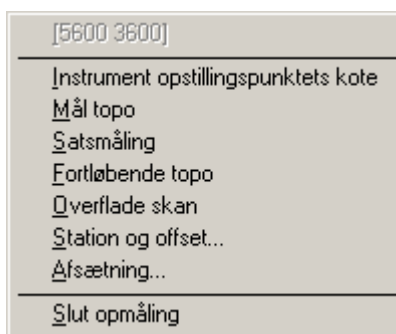 [5600 3600]
Instrument opstillingspunktets kote
Mål topo
Satsmåling
Fortløbende topo
Overflade skan
Station og offset...
Afsætning...
Slut opmåling